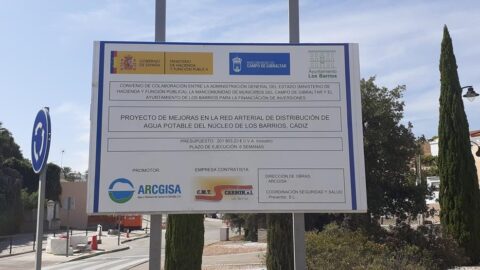 GOBIERNO DE ESPAÑA
MINISTERIO DE HACIENDA Y FUNCIÓN PÚBLICA
CAMPO DE GIBRALTAR
Ayuntamiento
Los Barrios
CONVENIO DE COLABORACIÓN ENTRE LA ADMINISTRACIÓN GENERAL DEL ESTADO (MINISTERIO DE
HACIENDA Y FUNCIÓN PÚBLICA), LA MANCOMUNIDAD DE MUNICIPIOS DEL CAMPO DE GIBRALTAR Y EL
AYUNTAMIENTO DE LOS BARRIOS PARA LA FINANCIACIÓN DE INVERSIONES
PROYECTO DE MEJORAS EN LA RED ARTERIAL DE DISTRIBUCIÓN DE
AGUA POTABLE DEL NÚCLEO DE LOS BARRIOS, CÁDIZ
PRESUPUESTO: I.V.A. incluido
PLAZO DE EJECUCIÓN: SEMANAS
PROMOTOR
EMPRESA CONTRATISTA
DIRECCIÓN DE OBRAS
ARCGISA
ARCGISA
COORDINACIÓN SEGURIDAD Y SALUD